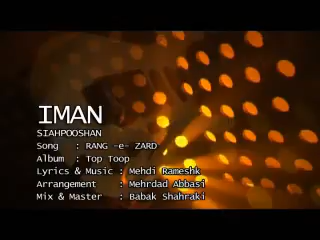 IMAN
SIAHPOOSHAN
Song : RANG -e- ZARD
Album : Top Toop
Lyrics & Music : Mehdi Rameshk
Arrangement : Mehrdad Abbasi
Mix & Master : Babak Shahraki